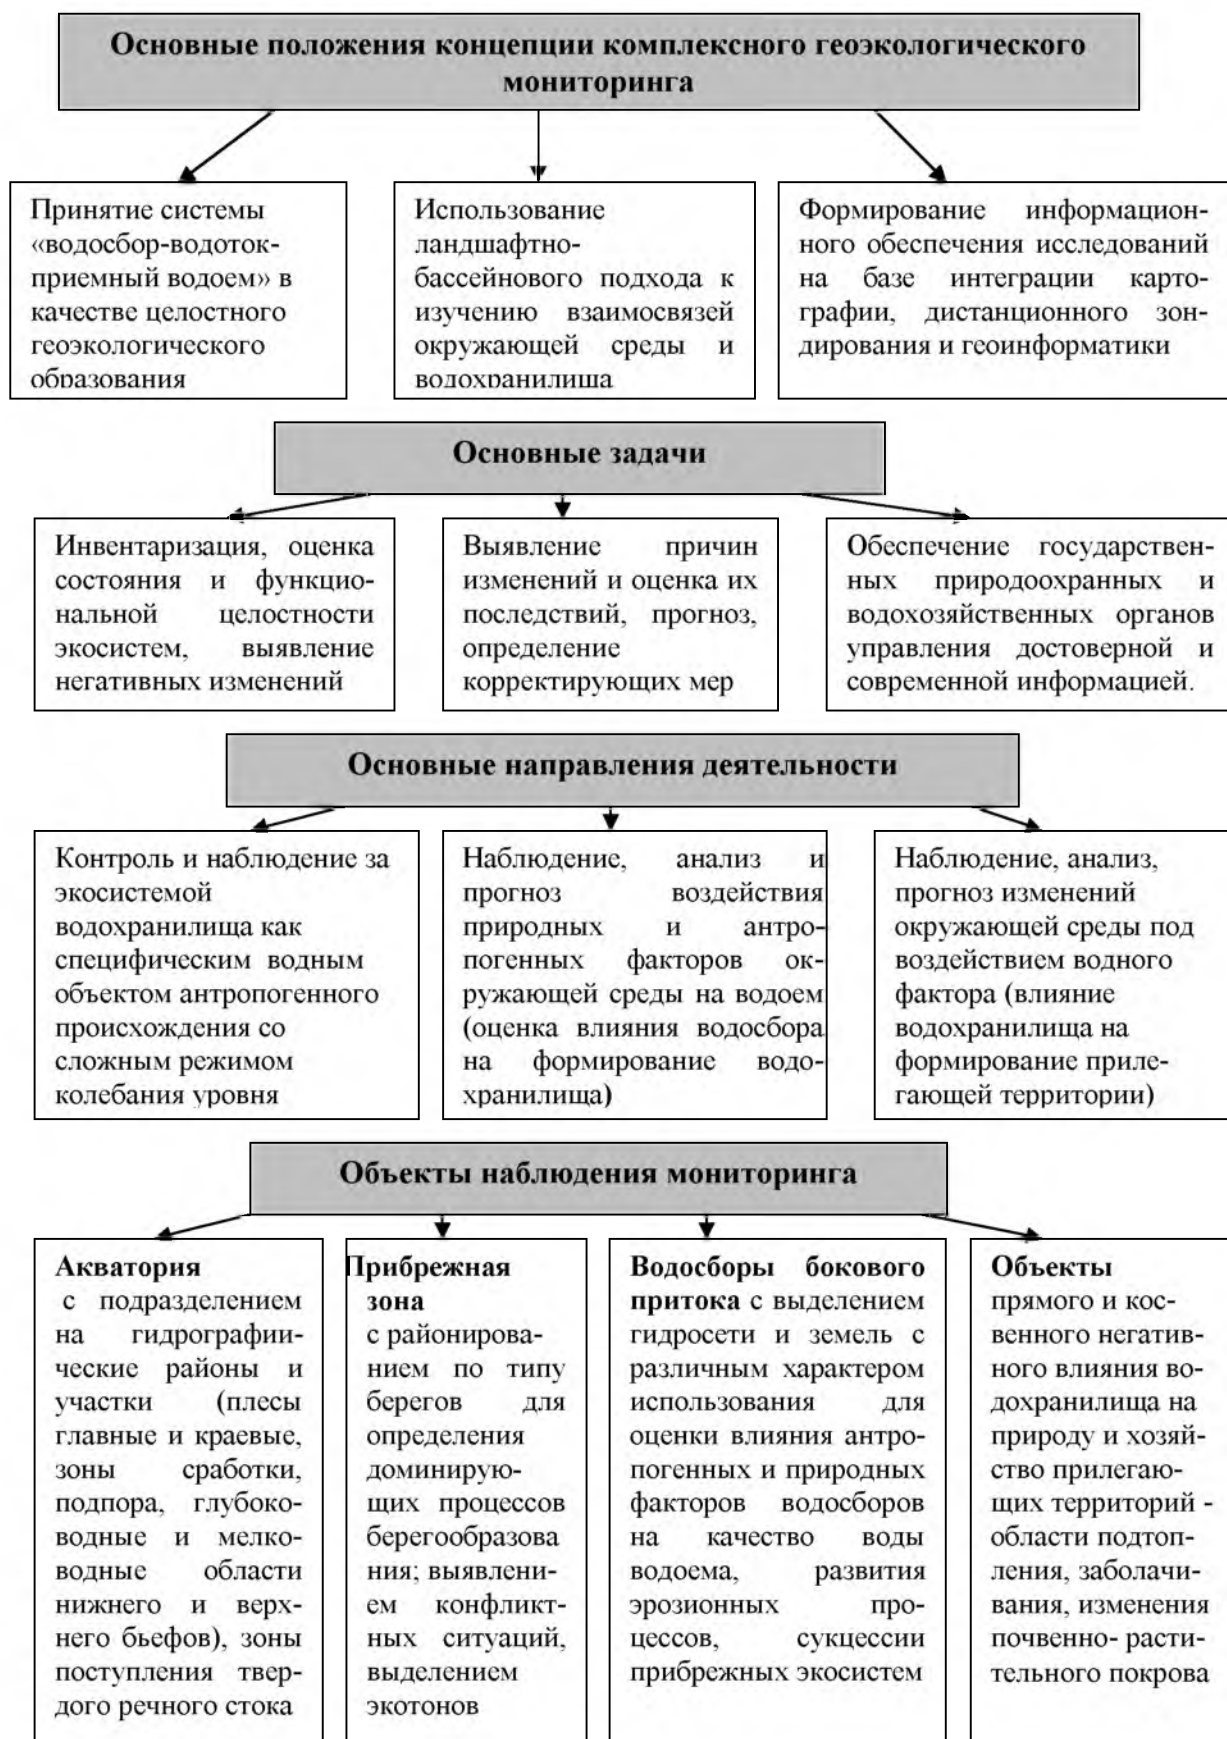 Основные положения концепции комплексного геоэкологического
мониторинга
Принятие системы
«водосбор-водоток-
приемный водоем» в
качестве целостного
геоэкологического
образования
Использование
ландшафтно-
бассейнового подхода к
изучению взаимосвязей
окружающей среды и
водохранилища
Формирование информацион-
ного обеспечения исследований
на базе интеграции карто-
графии, дистанционного зон-
дирования и геоинформатики
Основные задачи
Инвентаризация, оценка
состояния и функцио-
нальной целостности
экосистем, выявление
негативных изменений
Выявление причин
изменений и оценка их
последствий, прогноз,
определение
корректирующих мер
Обеспечение государствен-
ных природоохранных и
водохозяйственных органов
управления достоверной и
современной информацией.
Основные направления деятельности
Контроль и наблюдение за
экосистемой
водохранилища как
специфическим водным
объектом антропогенного
происхождения со
сложным режимом
колебания уровня
Наблюдение, анализ и
прогноз воздействия
природных и антро-
погенных факторов ок-
ружающей среды на водоем
(оценка влияния водосбора
на формирование водо-
хранилища)
Наблюдение, анализ,
прогноз изменений
окружающей среды под
воздействием водного
фактора (влияние
водохранилища на
формирование приле-
гающей территории)
Объекты наблюдения мониторинга
Акватория
с подразделением
на гидрографии-
ческие районы и
участки (плесы
главные и краевые,
зоны сработки,
подпора, глубоко-
водные и мелко-
водные области
нижнего и верх-
него бьефов), зоны
поступления твер-
дого речного стока
Прибрежная
зона
с районирова-
нием по типу
берегов для
определения
доминирую-
щих процессов
берегообразова
ния; выявлени-
ем конфликт-
ных ситуаций,
выделением
экотонов
Водосборы бокового
притока с выделением
гидросети и земель с
различным характером
использования для
оценки влияния антро-
погенных и природных
факторов водосборов
на качество воды
водоема, развития
эрозионных про-
цессов, сукцессии
прибрежных экосистем
Объекты
прямого и кос-
венного негатив-
ного влияния во-
дохранилища на
природу и хозяй-
ство прилегаю-
щих территорий -
области подтоп-
ления, заболачи-
вания, изменения
почвенно- расти-
тельного покрова